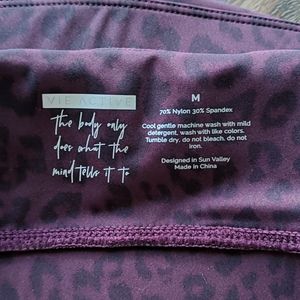 VIE ACTIVE
the body only
does what the
mind tells it to
M
70% Nylon 30% Spandex
Cool gentle machine wash with mild
detergent, wash with like colors.
Tumble dry, do not bleach. do
not iron.
Designed in Sun Valley
Made in China